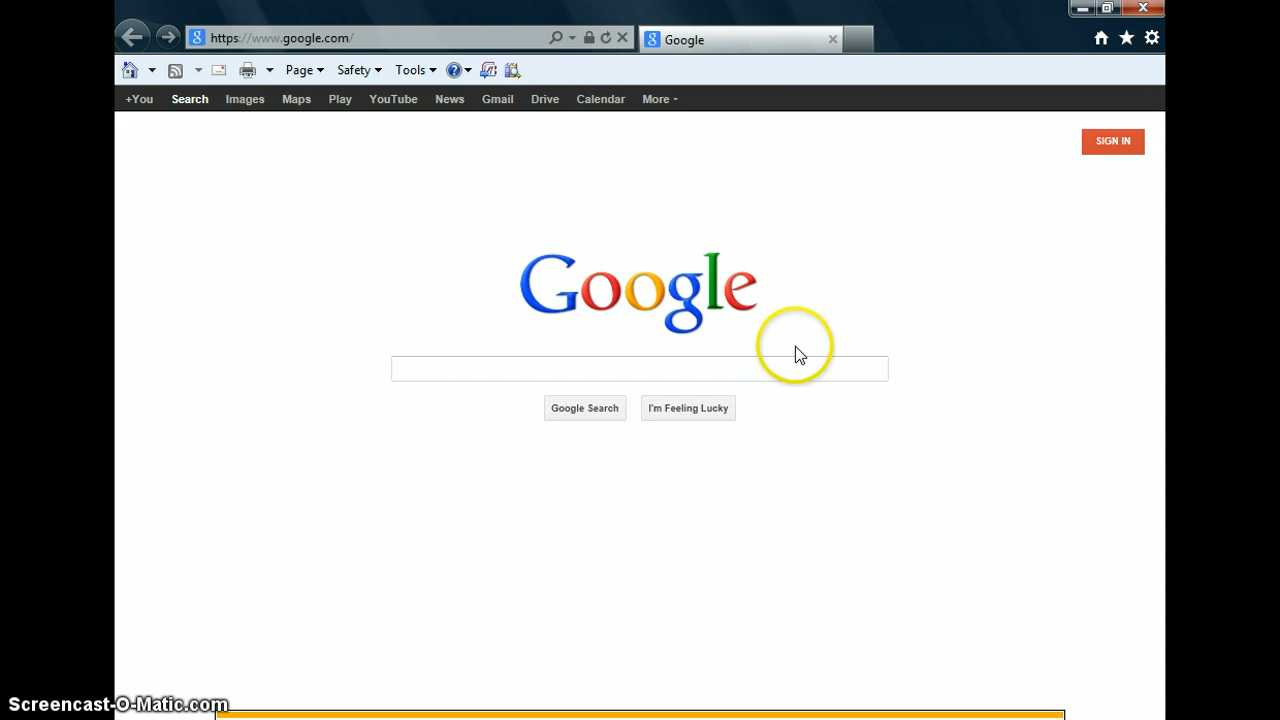 https://www.google.com/
Google
Page
Safety
Tools
+You Search Images Maps Play YouTube News Gmail Drive Calendar More
SIGN IN
Google
Google Search I'm Feeling Lucky
Screencast-O-Matic.com